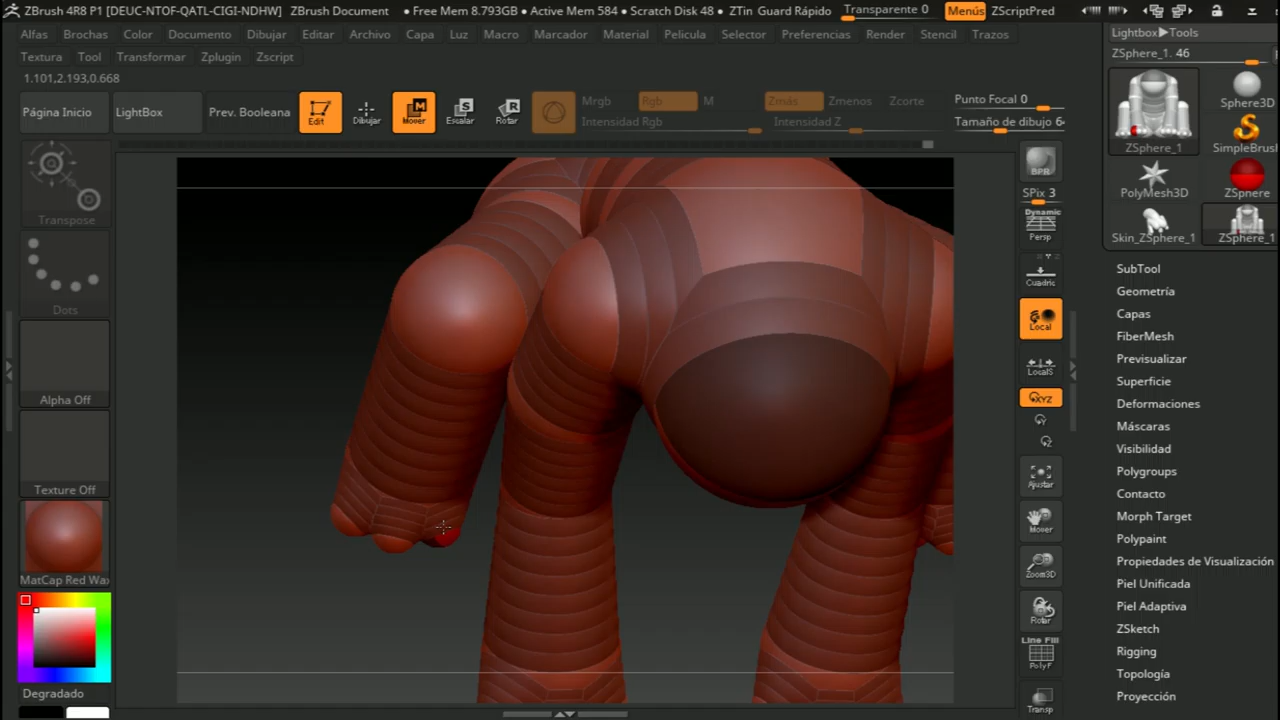 ZBrush 4R8 P1 [DEUC-NTOF-QATL-CIGI-NDHW] ZBrush Document • Free Mem 8.793GB • Active Mem 584 • Scratch Disk 48 • ZTin Guard Rápido Transparente 0 Menús ZScriptPred
Alfas Brochas Color Documento Dibujar Editar Archivo Capa Luz Macro Marcador Material Pelicula Selector Preferencias Render Stencil Trazos
Textura Tool Transformar Zplugin Zscript
1.101,2.193,0.668
Página Inicio LightBox Prev. Booleana Edit Dibujar Mover Escalar Rotar
Mrgb Rgb M Zmás Zmenos Zcorte
Intensidad Rgb Intensidad Z
Punto Focal 0
Tamaño de dibujo 6
Transpose
Dots
Alpha Off
Texture Off
MatCap Red Wax
Degradado
BPR
SPix 3
Dynamic
Persp
Cuadric
Local
LocalS
XYZ
Ajustar
Mover
Zoom3D
Rotar
Line Fill
PolyF
Transp
Lightbox▶Tools
ZSphere_1. 46
ZSphere_1
Sphere3D
SimpleBrush
PolyMesh3D
ZSphere
Skin_ZSphere_1
ZSphere_1
SubTool
Geometría
Capas
FiberMesh
Previsualizar
Superficie
Deformaciones
Máscaras
Visibilidad
Polygroups
Contacto
Morph Target
Polypaint
Propiedades de Visualización
Piel Unificada
Piel Adaptiva
ZSketch
Rigging
Topología
Proyección